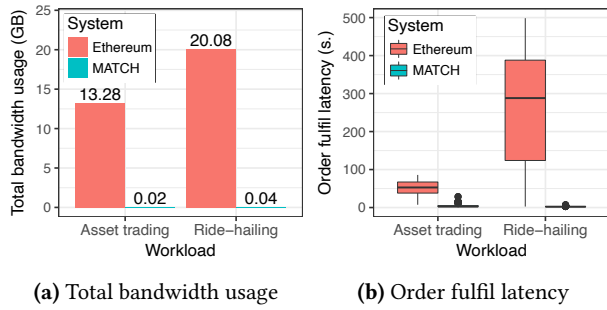 Total bandwidth usage (GB)
25
20
15
10
5
0
System
Ethereum
MATCH
13.28
0.02
20.08
0.04
Asset trading
Ride−hailing
Workload
(a) Total bandwidth usage
Order fulfil latency (s.)
500
400
300
200
100
0
System
Ethereum
MATCH
Asset trading
Ride−hailing
Workload
(b) Order fulfil latency